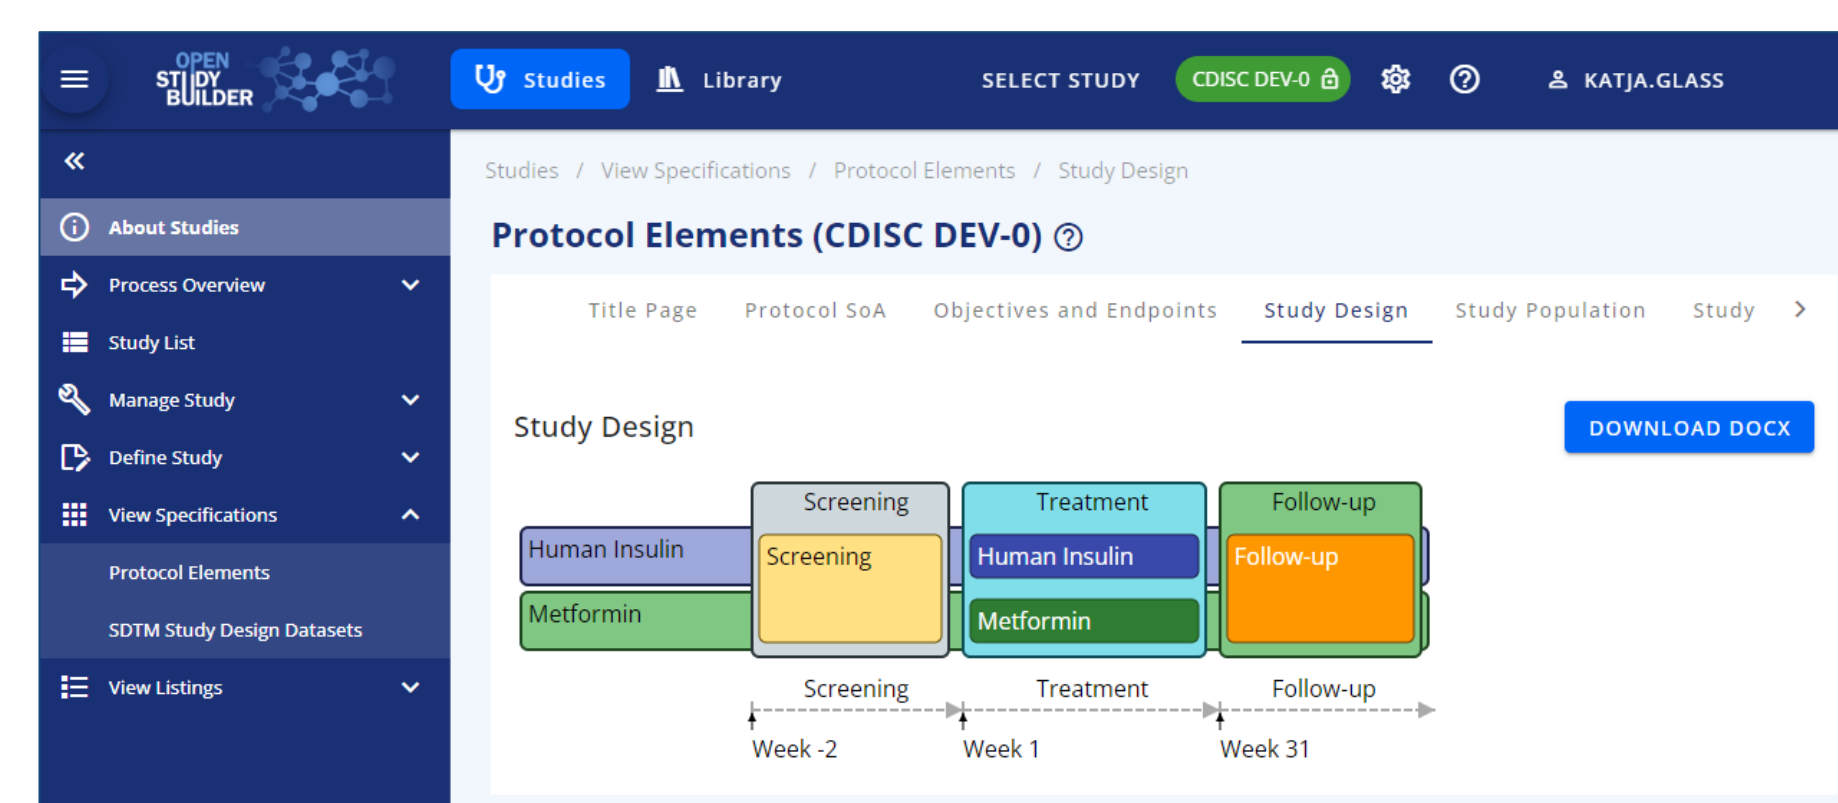 OPEN
STUDY
BUILDER
Studies
Library
SELECT STUDY
CDISC DEV-0
KATJA.GLASS
About Studies
Process Overview
Study List
Manage Study
Define Study
View Specifications
Protocol Elements
SDTM Study Design Datasets
View Listings
Studies / View Specifications / Protocol Elements / Study Design
Protocol Elements (CDISC DEV-0)
Title Page Protocol SoA Objectives and Endpoints Study Design Study Population Study
Study Design
DOWNLOAD DOCX
Screening Treatment Follow-up
Human Insulin Screening Human Insulin Follow-up
Metformin Metformin
Screening Treatment Follow-up
Week -2 Week 1 Week 31